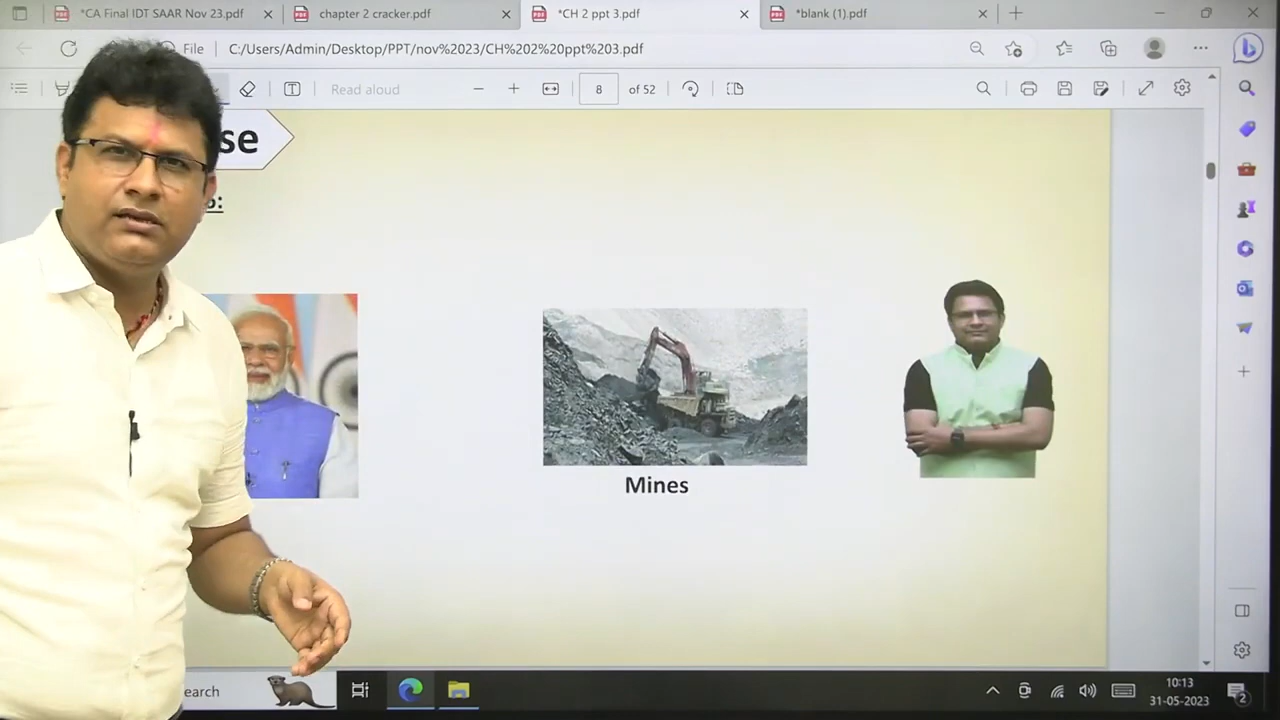 *CA Final IDT SAAR Nov 23.pdf
chapter 2 cracker.pdf
*CH 2 ppt 3.pdf
*blank (1).pdf
File
C:/Users/Admin/Desktop/PPT/nov%2023/CH%202%20ppt%203.pdf
Read aloud
8
of 52
se
Mines
earch
10:13
31-05-2023
2